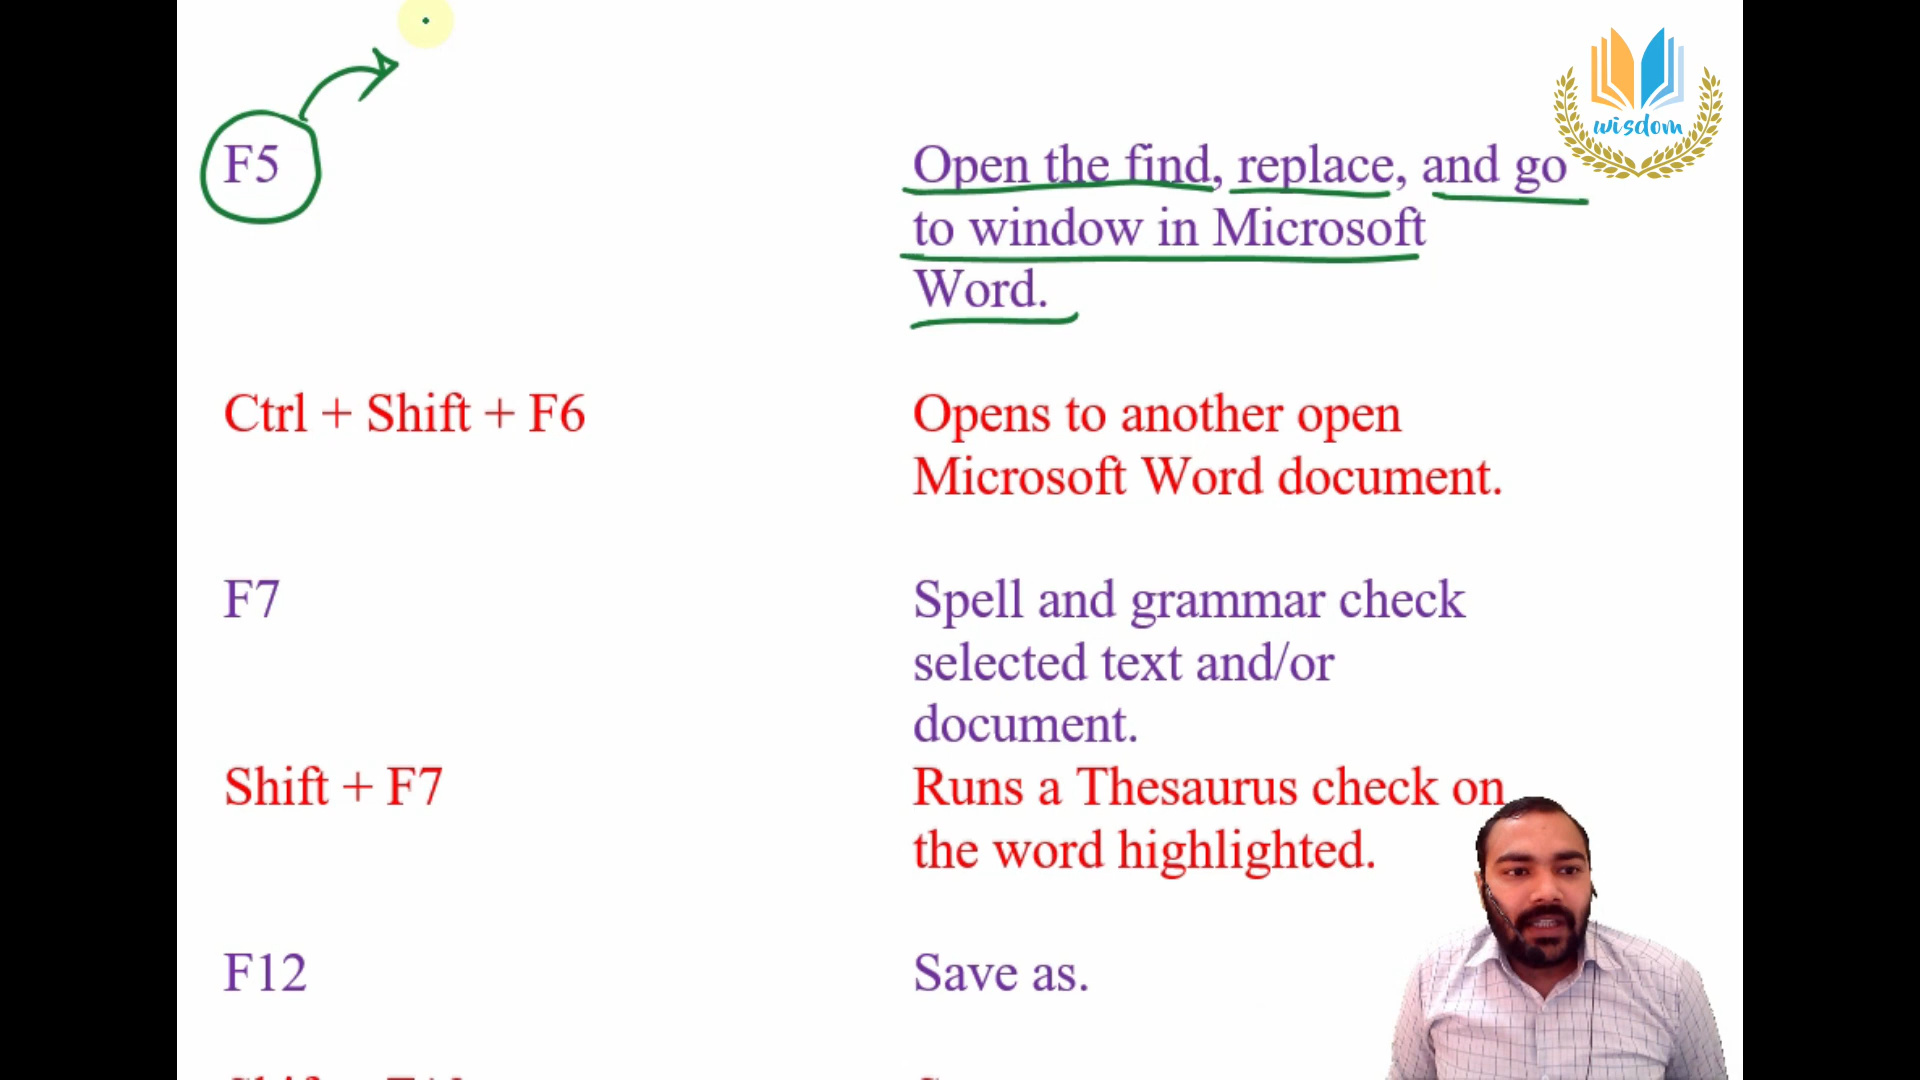 wisdom
F5 Open the find, replace, and go
to window in Microsoft
Word.
Ctrl + Shift + F6 Opens to another open
Microsoft Word document.
F7 Spell and grammar check
selected text and/or
document.
Shift + F7 Runs a Thesaurus check on
the word highlighted.
F12 Save as.